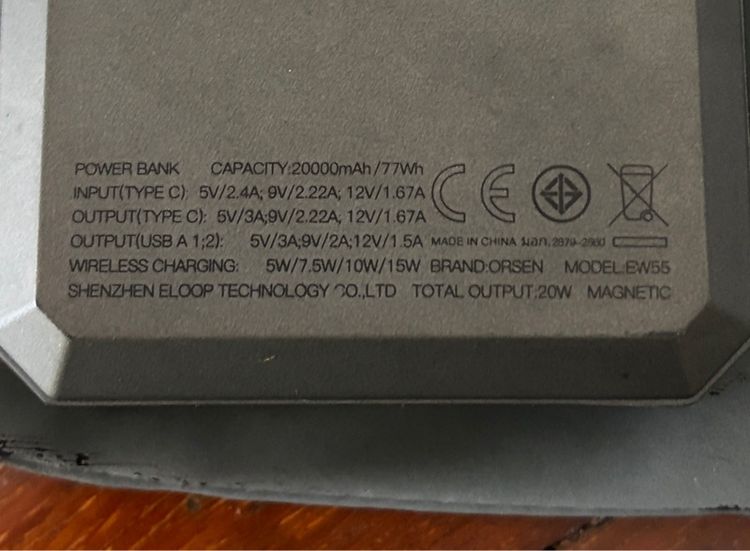 POWER BANK CAPACITY:20000mAh/77Wh
INPUT(TYPE C): 5V/2.4A; 9V/2.22A; 12V/1.67A
OUTPUT(TYPE C): 5V/3A;9V/2.22A; 12V/1.67A
CE
OUTPUT(USB A 1;2): 5V/3A;9V/2A;12V/1.5A MADE IN CHINA มอก. 2879-2560
WIRELESS CHARGING: 5W/7.5W/10W/15W BRAND:ORSEN MODEL:EW55
SHENZHEN ELOOP TECHNOLOGY CO.,LTD TOTAL OUTPUT:20W MAGNETIC